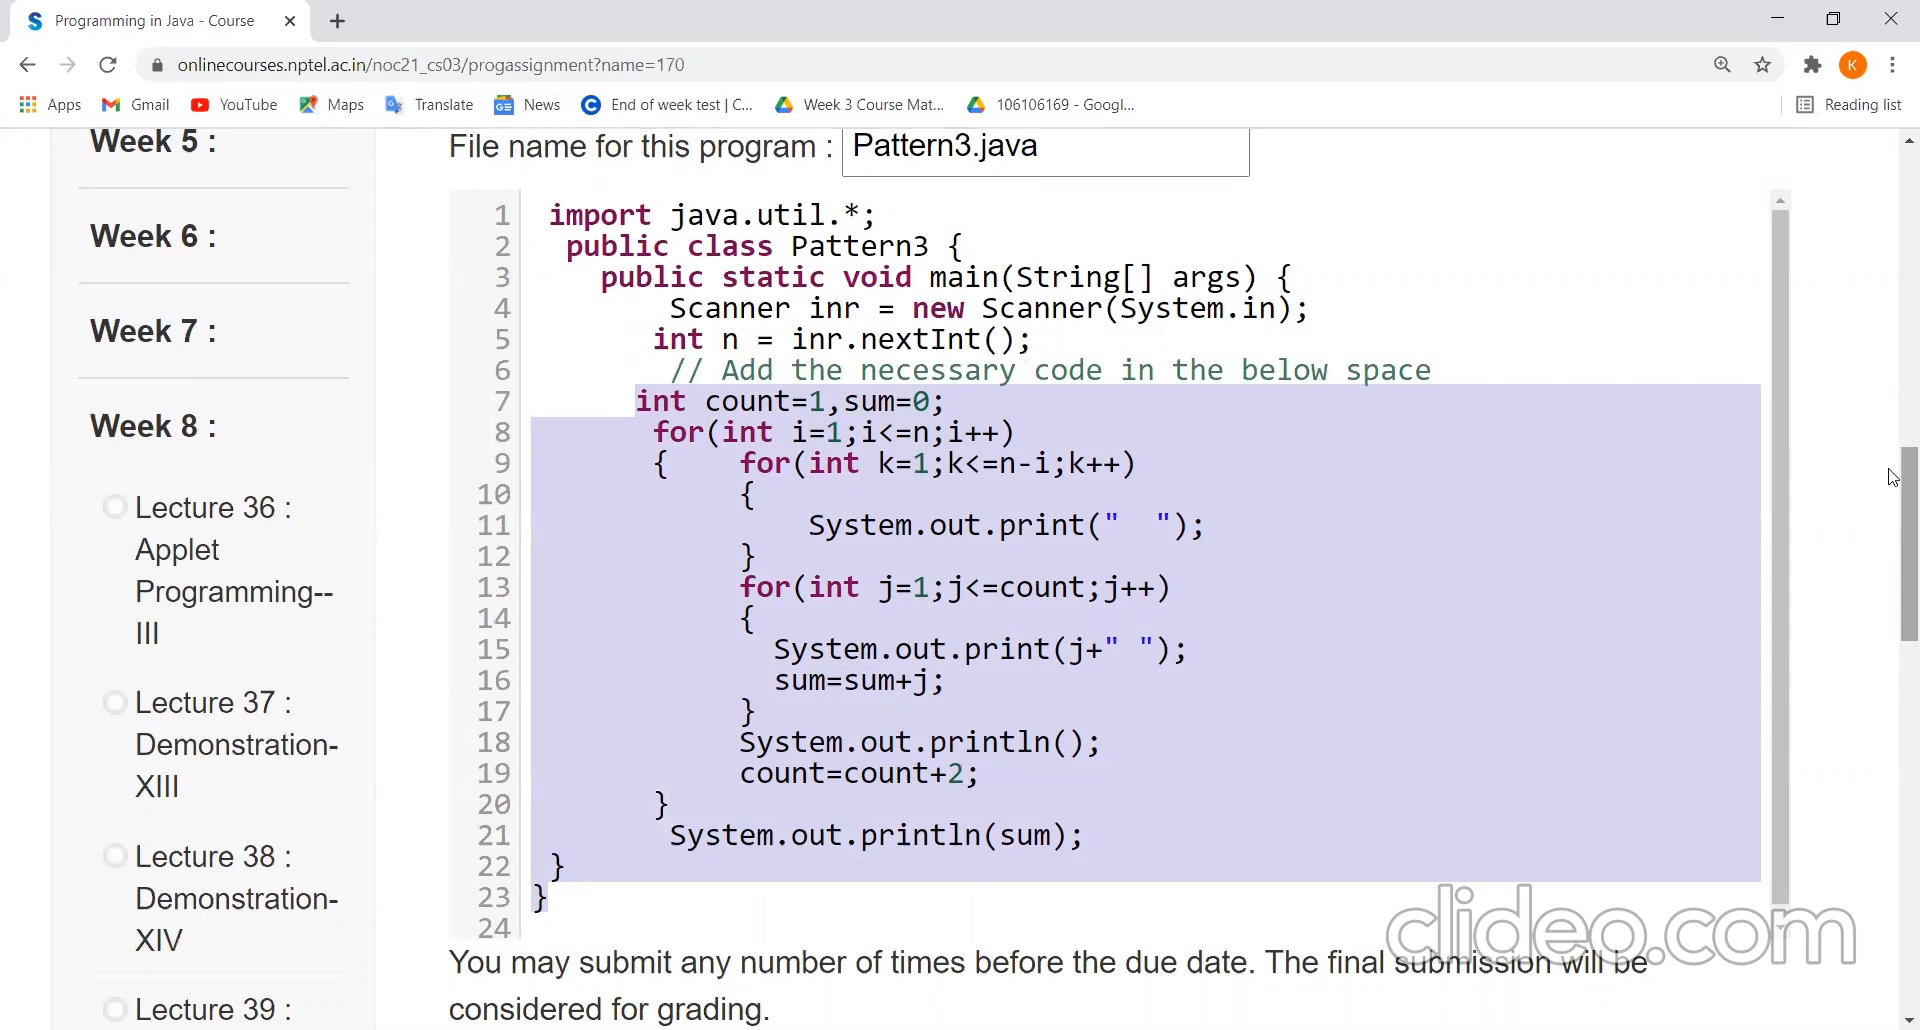 Programming in Java - Course
onlinecourses.nptel.ac.in/noc21_cs03/progassignment?name=170
K
Apps
Gmail
YouTube
Maps
Translate
News
End of week test | C...
Week 3 Course Mat...
106106169 - Googl...
Reading list
Week 5 :
Week 6 :
Week 7 :
Week 8 :
Lecture 36 :
Applet
Programming--
III
Lecture 37 :
Demonstration-
XIII
Lecture 38 :
Demonstration-
XIV
Lecture 39 :
File name for this program : Pattern3.java
1 import java.util.*;
2 public class Pattern3 {
3 public static void main(String[] args) {
4 Scanner inr = new Scanner(System.in);
5 int n = inr.nextInt();
6 // Add the necessary code in the below space
7 int count=1,sum=0;
8 for(int i=1;i<=n;i++)
9 { for(int k=1;k<=n-i;k++)
10 {
11 System.out.print("  ");
12 }
13 for(int j=1;j<=count;j++)
14 {
15 System.out.print(j+" ");
16 sum=sum+j;
17 }
18 System.out.println();
19 count=count+2;
20 }
21 System.out.println(sum);
22 }
23 }
24
You may submit any number of times before the due date. The final submission will be
considered for grading.
clideo.com